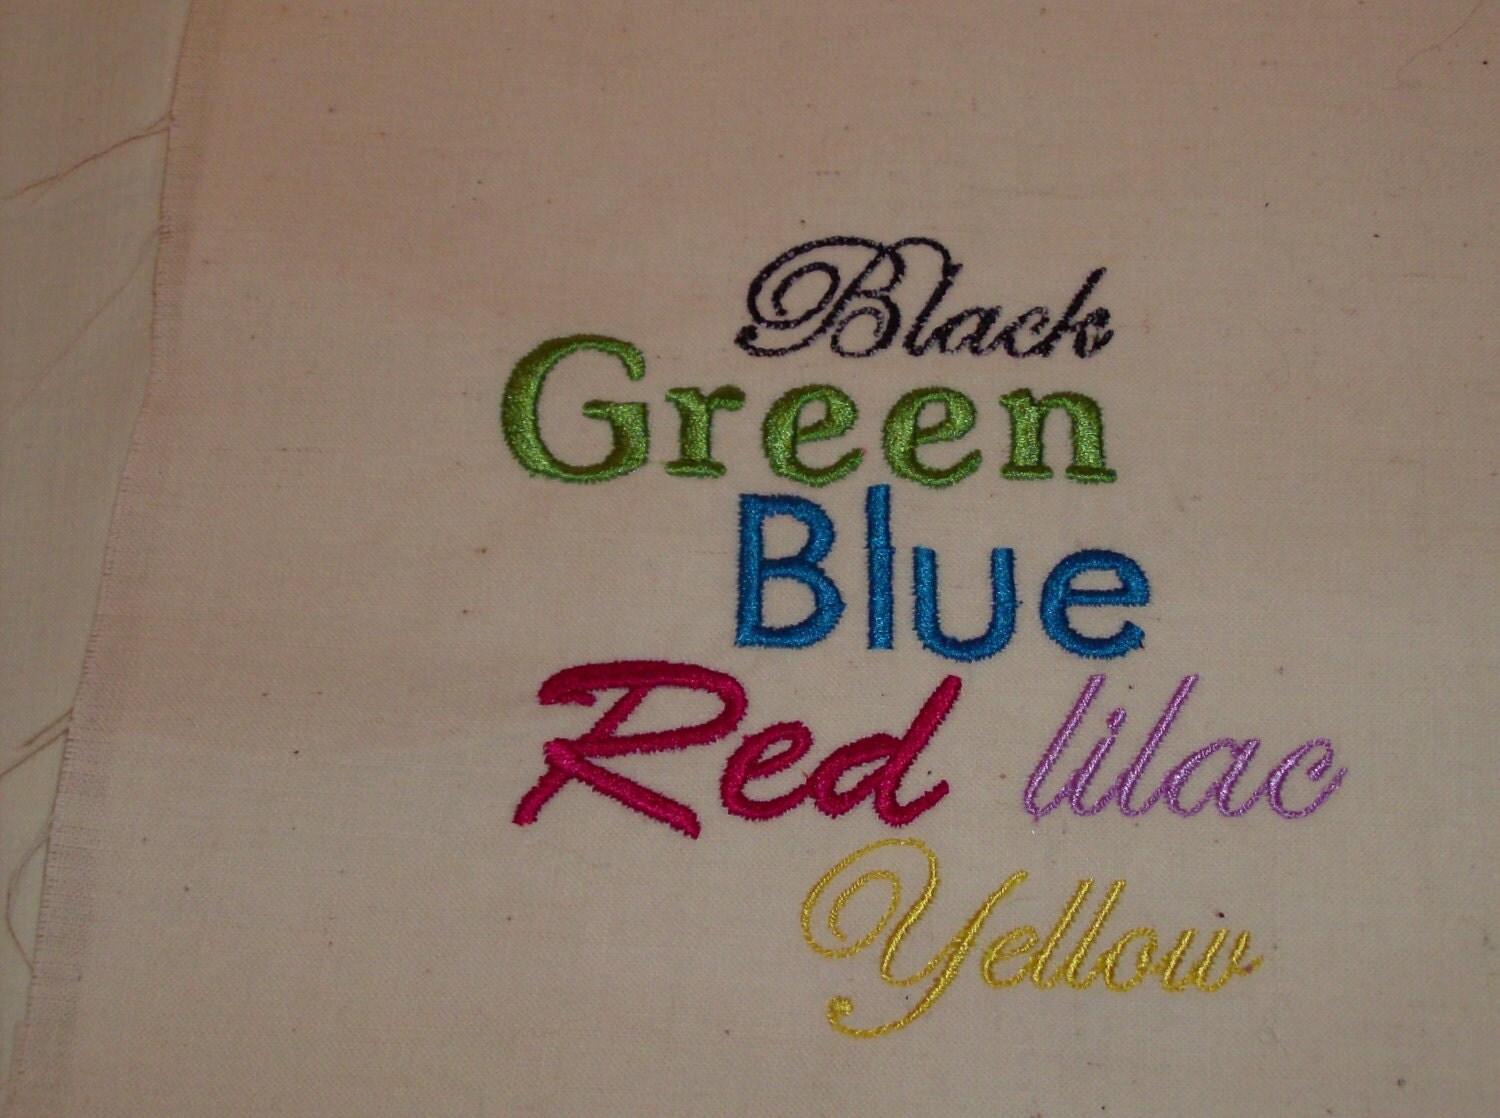 Black
Green
Blue
Red lilac
Yellow